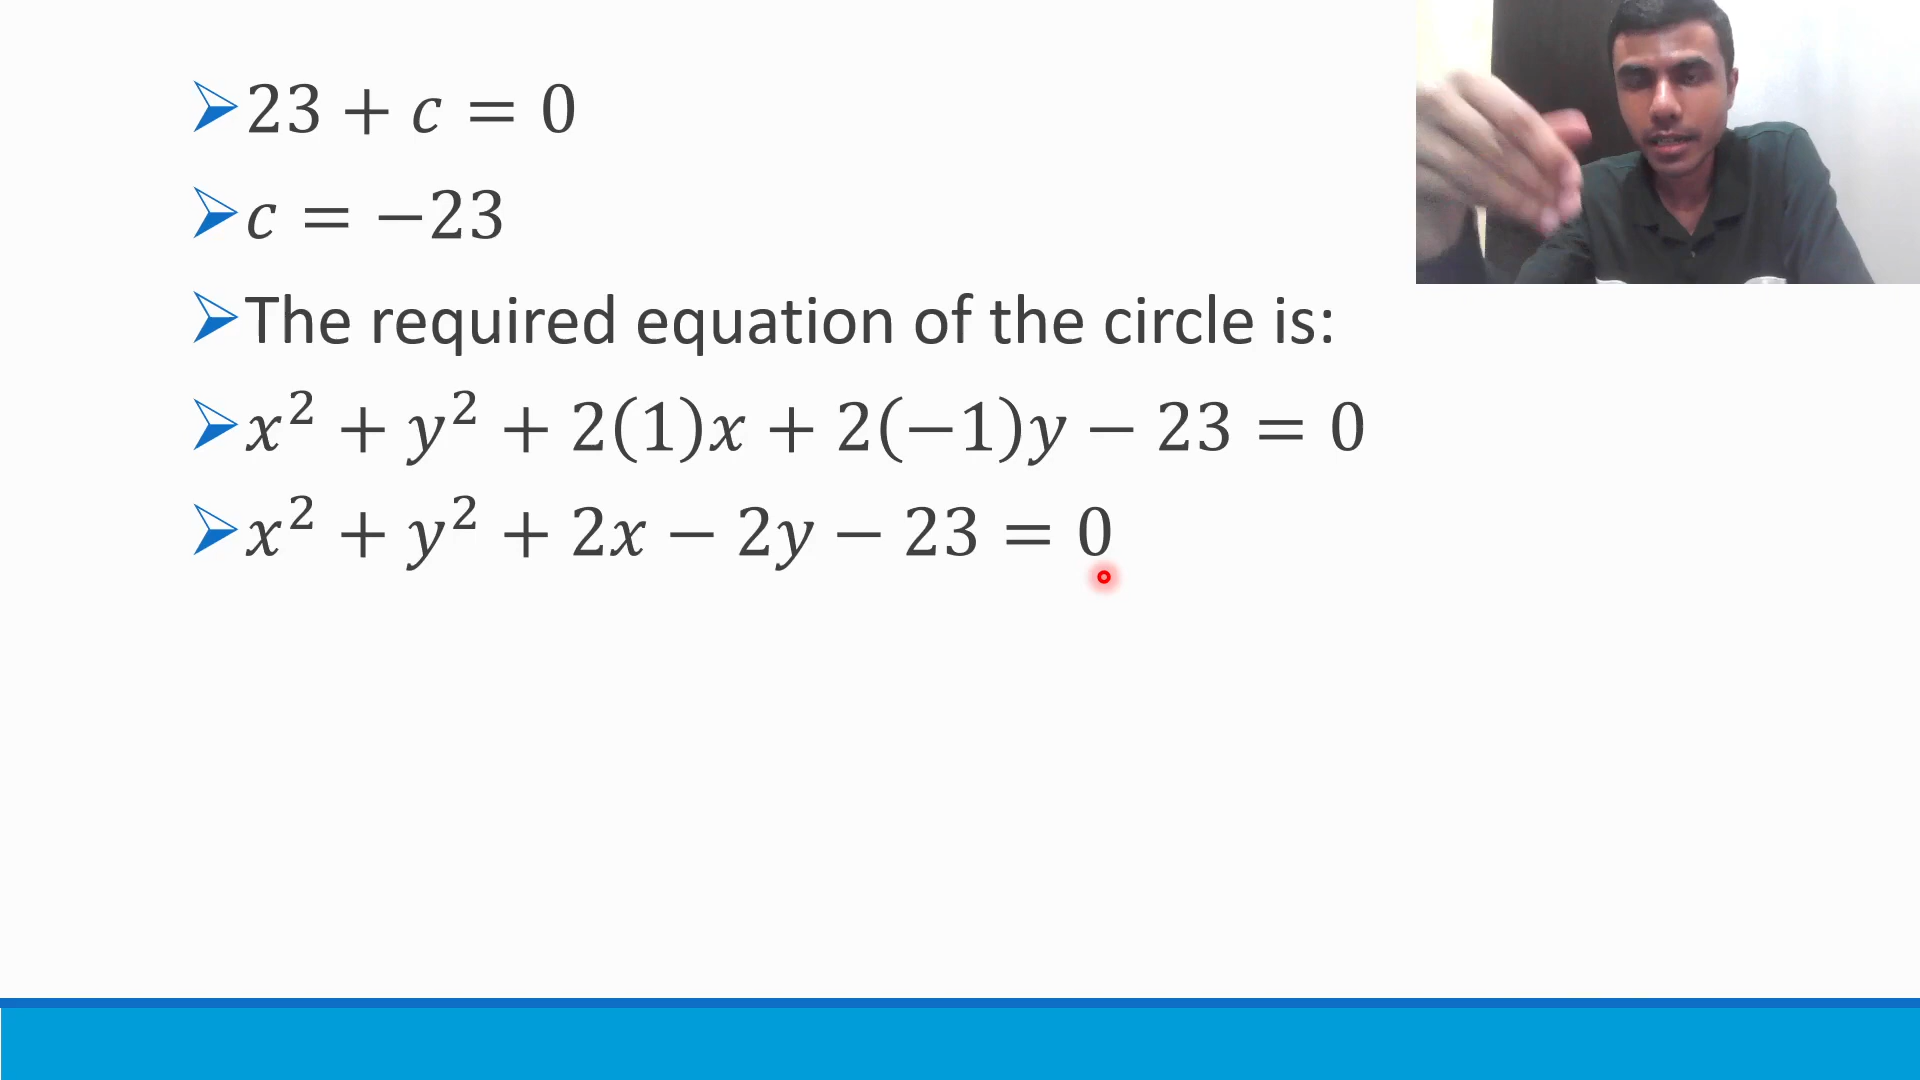 23 + c = 0
c = −23
The required equation of the circle is:
x² + y² + 2(1)x + 2(−1)y − 23 = 0
x² + y² + 2x − 2y − 23 = 0